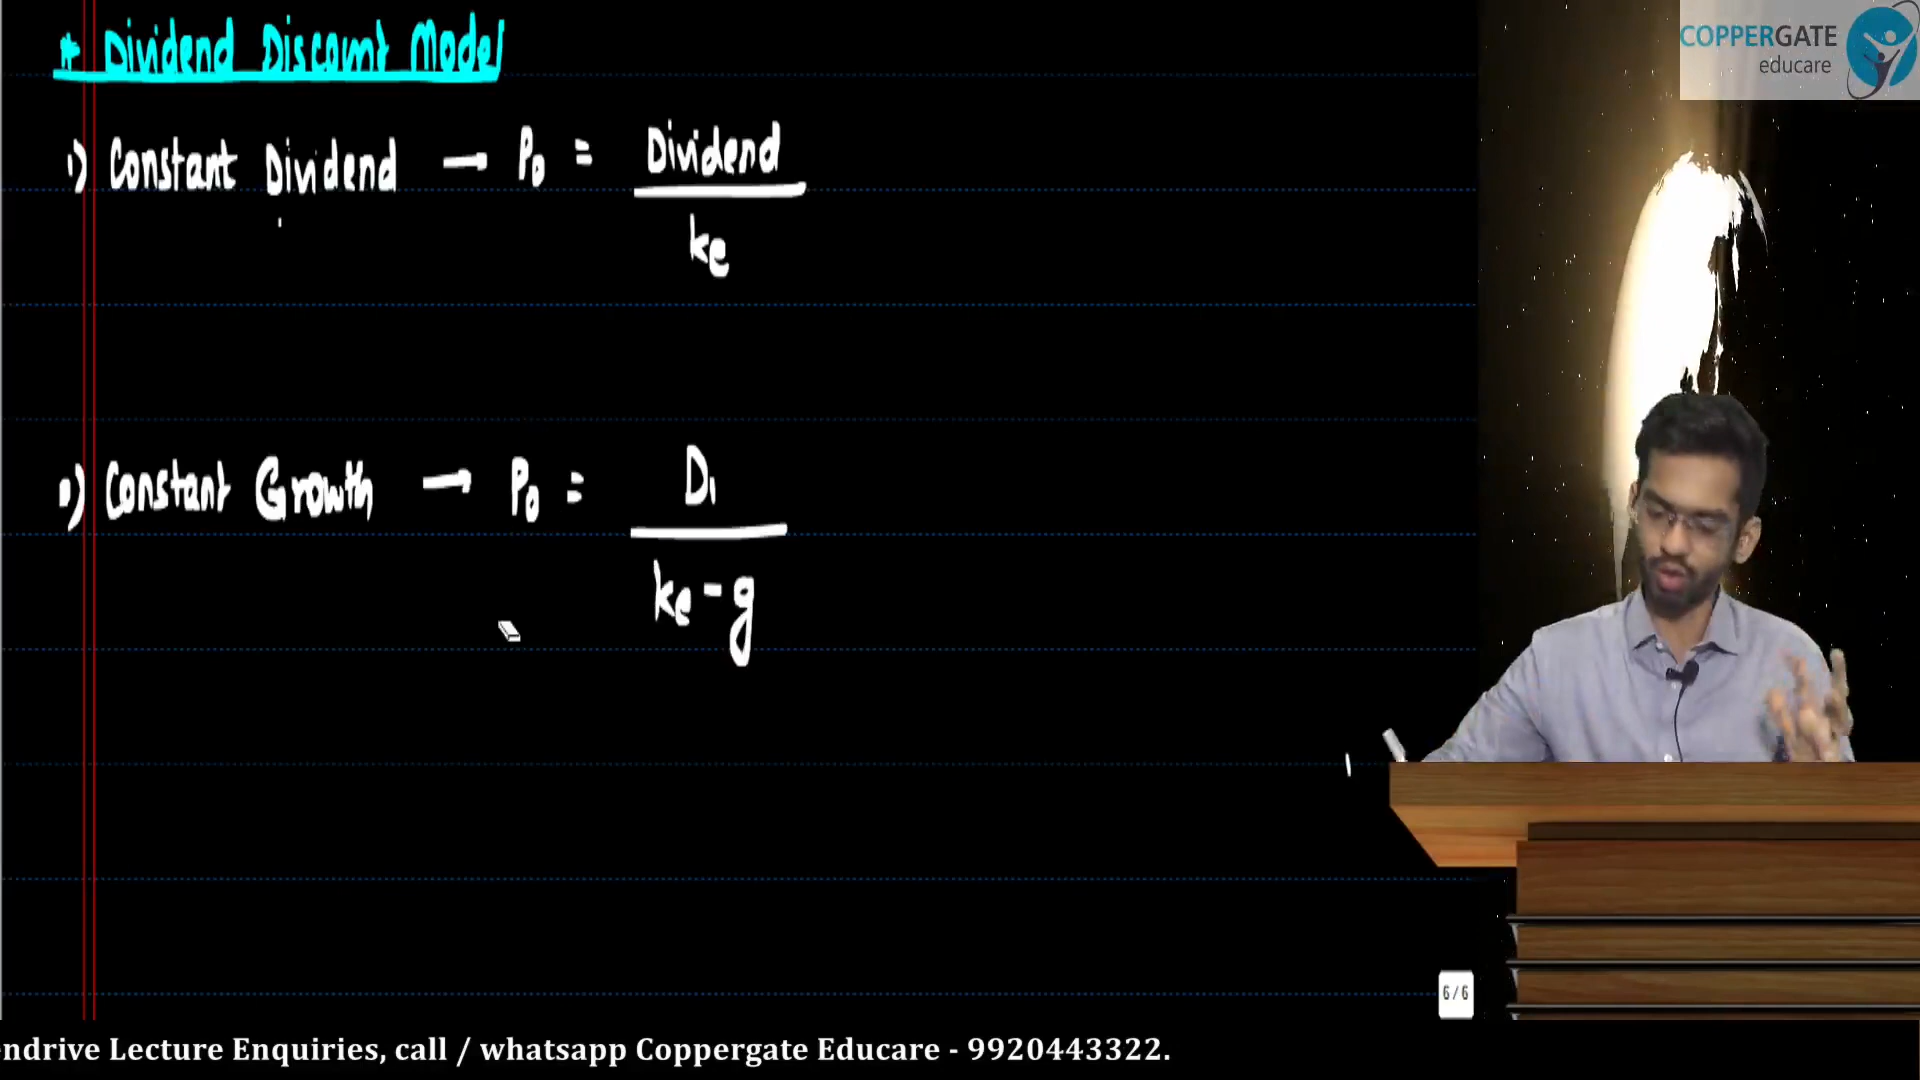 * Dividend Discount Model
COPPERGATE
educare
1) Constant Dividend → P0 = Dividend
ke
2) Constant Growth → P0 = D1
ke - g
6/6
endrive Lecture Enquiries, call / whatsapp Coppergate Educare - 9920443322.